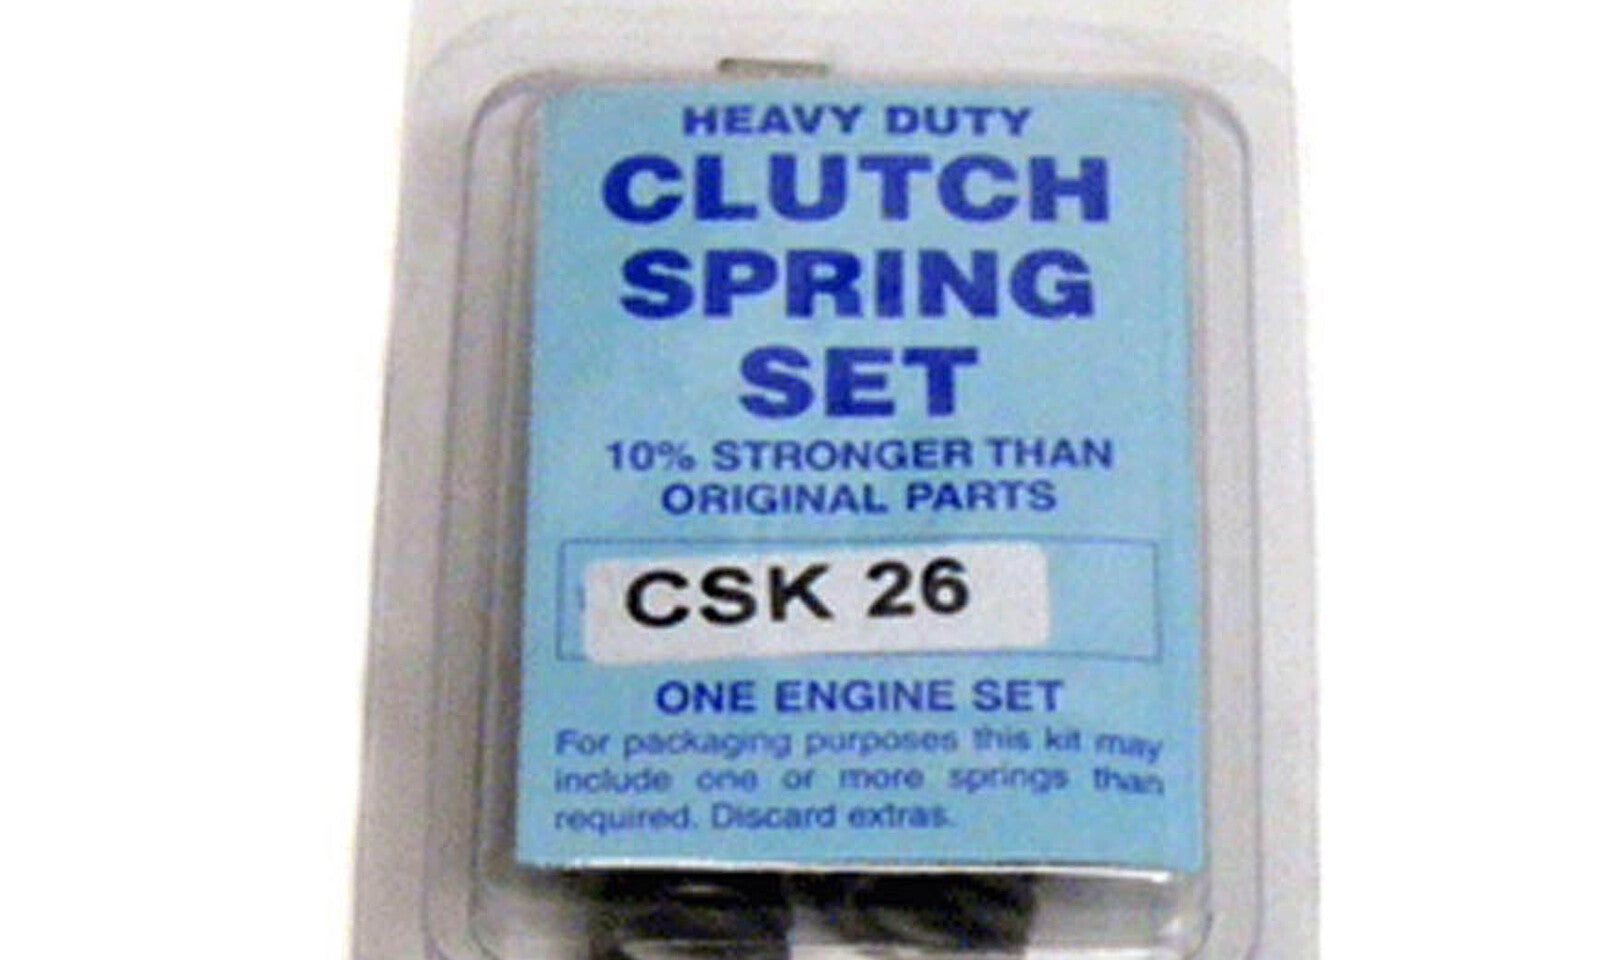 HEAVY DUTY
CLUTCH
SPRING
SET
10% STRONGER THAN
ORIGINAL PARTS
CSK 26
ONE ENGINE SET
For packaging purposes this kit may
include one or more springs than
required. Discard extras.